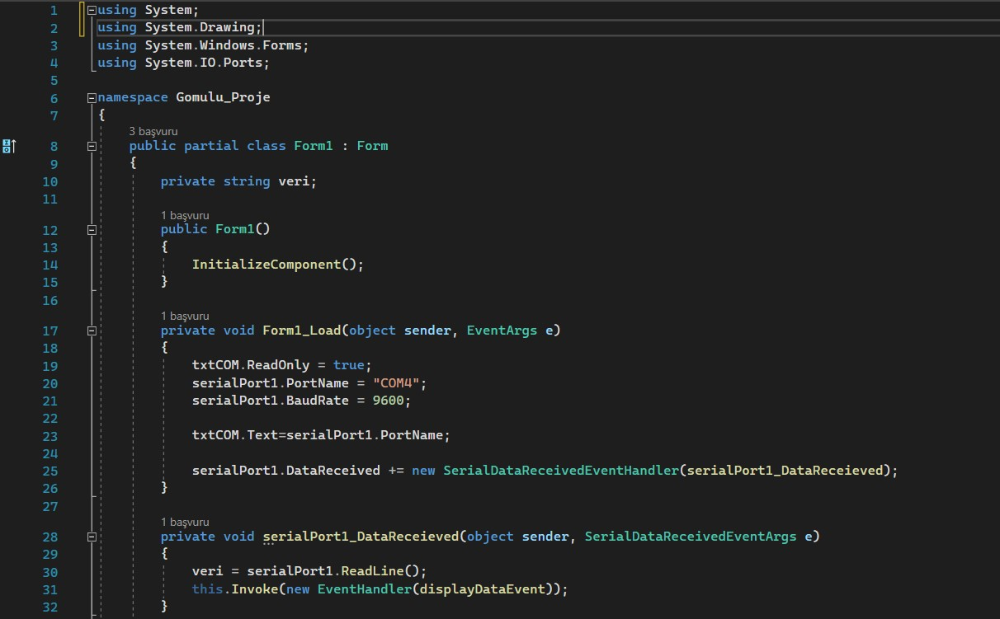 1 using System;
2 using System.Drawing;
3 using System.Windows.Forms;
4 using System.IO.Ports;
5
6 namespace Gomulu_Proje
7 {
3 başvuru
8 public partial class Form1 : Form
9 {
10 private string veri;
11
1 başvuru
12 public Form1()
13 {
14 InitializeComponent();
15 }
16
1 başvuru
17 private void Form1_Load(object sender, EventArgs e)
18 {
19 txtCOM.ReadOnly = true;
20 serialPort1.PortName = "COM4";
21 serialPort1.BaudRate = 9600;
22
23 txtCOM.Text=serialPort1.PortName;
24
25 serialPort1.DataReceived += new SerialDataReceivedEventHandler(serialPort1_DataReceieved);
26 }
27
1 başvuru
28 private void serialPort1_DataReceieved(object sender, SerialDataReceivedEventArgs e)
29 {
30 veri = serialPort1.ReadLine();
31 this.Invoke(new EventHandler(displayDataEvent));
32 }